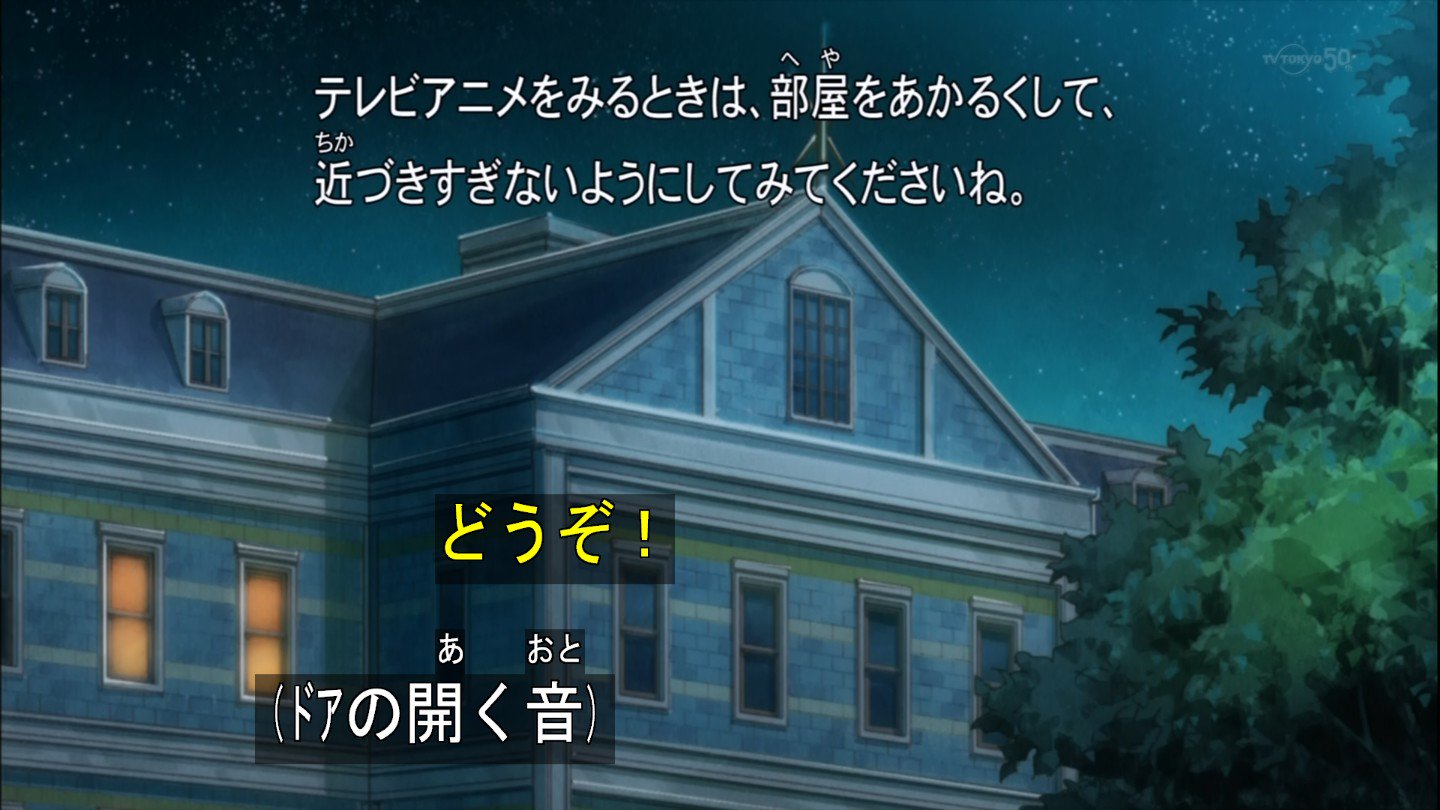 TV TOKYO 50th
テレビアニメをみるときは、部屋をあかるくして、
近づきすぎないようにしてみてくださいね。
どうぞ！
(ﾄﾞｱの開く音)